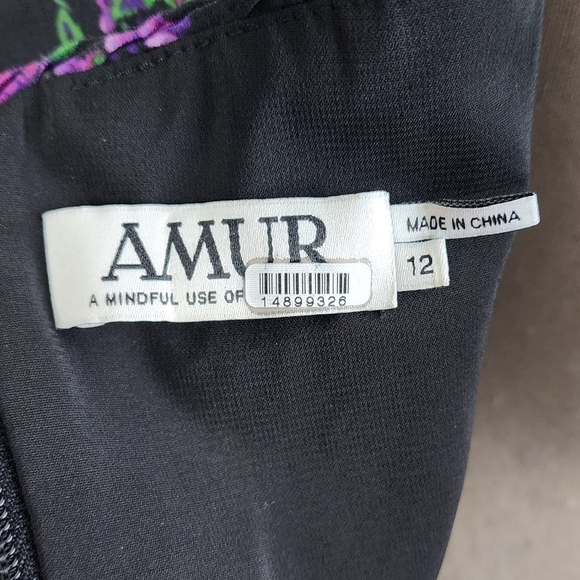 AMUR
A MINDFUL USE OF
14899326
MADE IN CHINA
12